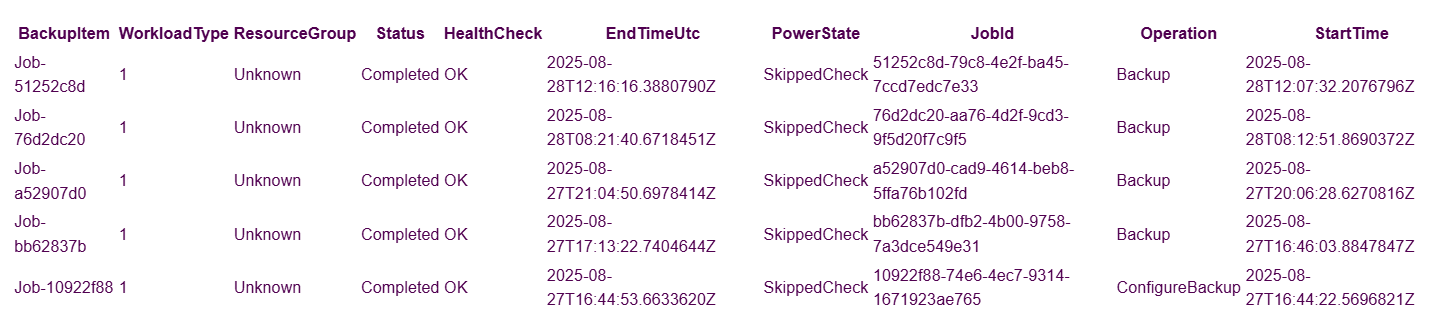 BackupItem WorkloadType ResourceGroup Status HealthCheck EndTimeUtc PowerState JobId Operation StartTime
Job-51252c8d 1 Unknown Completed OK 2025-08-28T12:16:16.3880790Z SkippedCheck 51252c8d-79c8-4e2f-ba45-7ccd7edc7e33 Backup 2025-08-28T12:07:32.2076796Z
Job-76d2dc20 1 Unknown Completed OK 2025-08-28T08:21:40.6718451Z SkippedCheck 76d2dc20-aa76-4d2f-9cd3-9f5d20f7c9f5 Backup 2025-08-28T08:12:51.8690372Z
Job-a52907d0 1 Unknown Completed OK 2025-08-27T21:04:50.6978414Z SkippedCheck a52907d0-cad9-4614-beb8-5ffa76b102fd Backup 2025-08-27T20:06:28.6270816Z
Job-bb62837b 1 Unknown Completed OK 2025-08-27T17:13:22.7404644Z SkippedCheck bb62837b-dfb2-4b00-9758-7a3dce549e31 Backup 2025-08-27T16:46:03.8847847Z
Job-10922f88 1 Unknown Completed OK 2025-08-27T16:44:53.6633620Z SkippedCheck 10922f88-74e6-4ec7-9314-1671923ae765 ConfigureBackup 2025-08-27T16:44:22.5696821Z